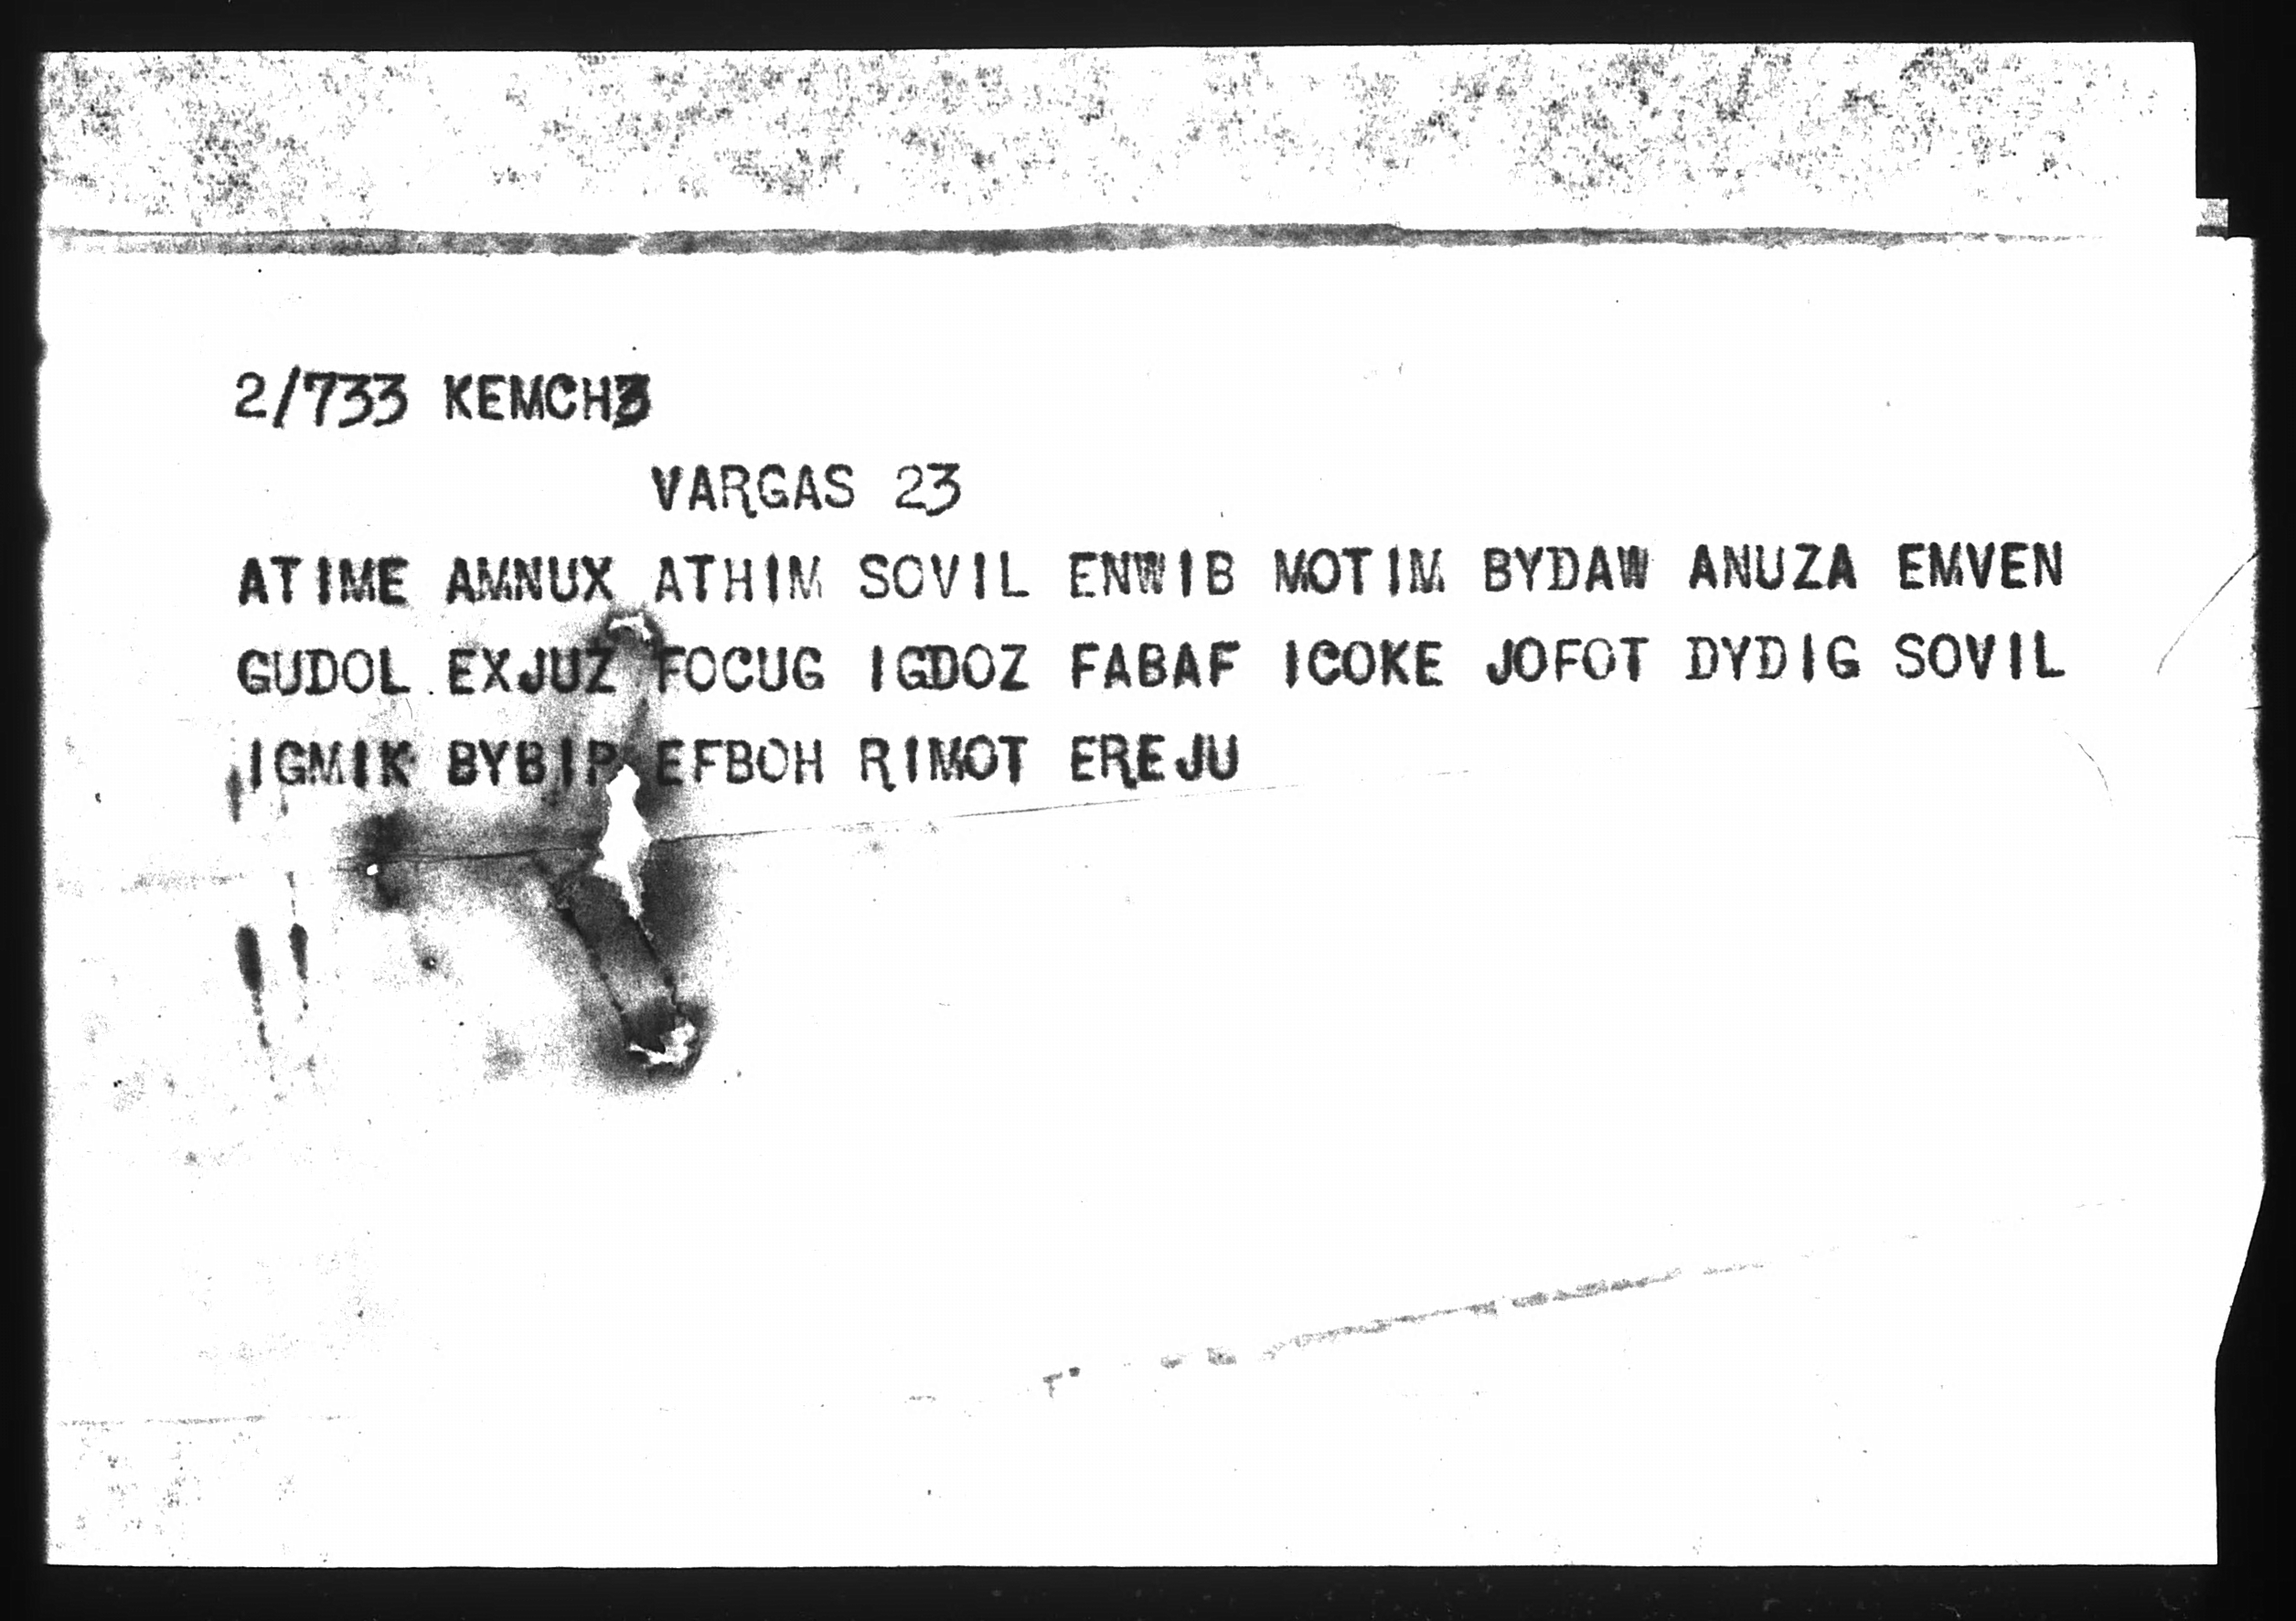 2/733 KEMCH3
VARGAS 23
ATIME AMNUX ATHIM SOVIL ENWIB MOTIM BYDAW ANUZA EMVEN
GUDOL EXJUZ FOCUG IGDOZ FABAF ICOKE JOFOT DYDIG SOVIL
IGMIK BYBIP EFBOH RIMOT EREJU